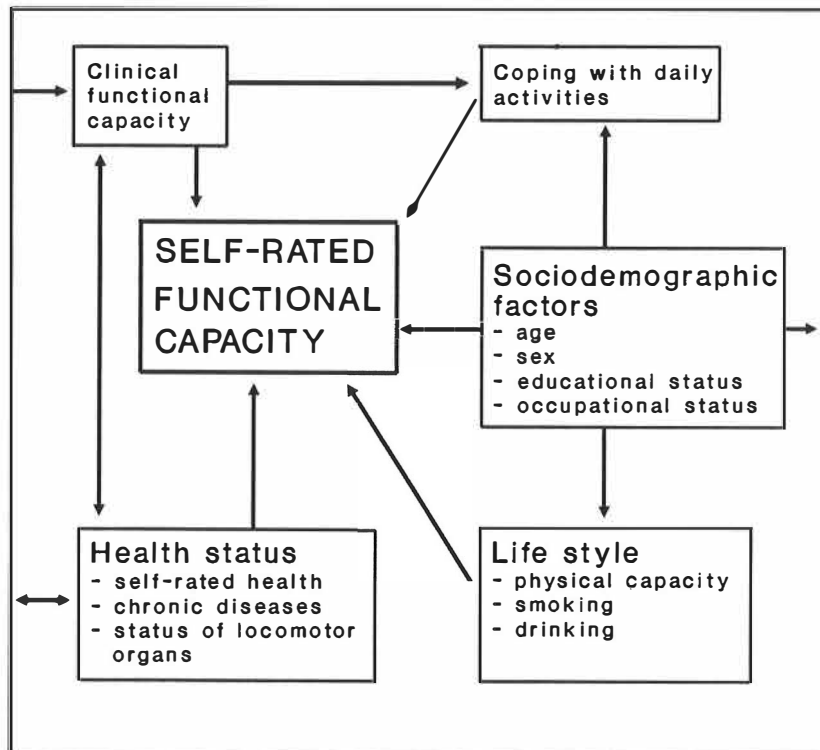 Clinical
functional
capacity
Coping with daily
activities
SELF-RATED
FUNCTIONAL
CAPACITY
Sociodemographic
factors
- age
- sex
- educational status
- occupational status
Health status
- self-rated health
- chronic diseases
- status of locomotor
organs
Life style
- physical capacity
- smoking
- drinking